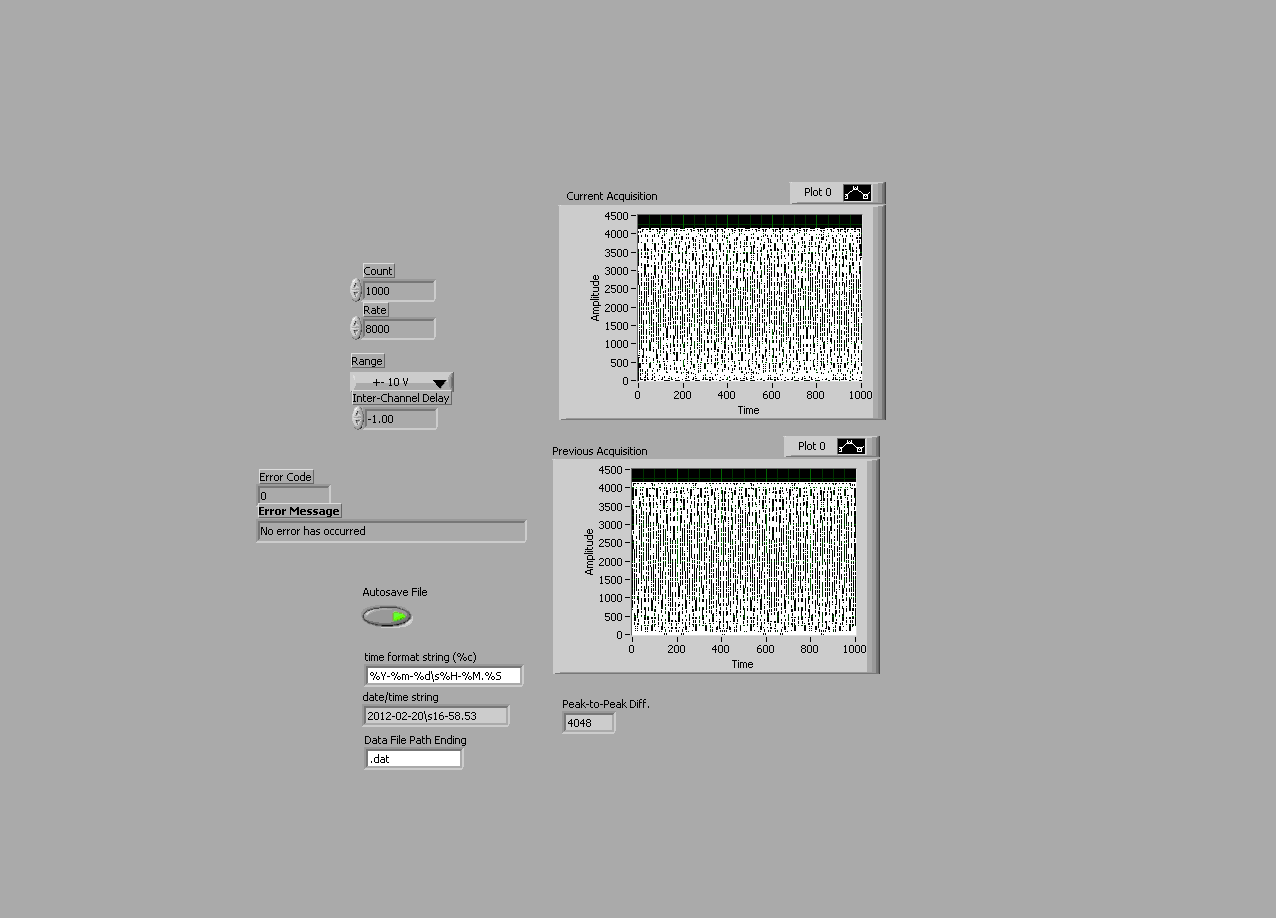 Current Acquisition
Plot 0
4500
4000
3500
3000
2500
2000
1500
1000
500
0
Amplitude
0 200 400 600 800 1000
Time
Count
1000
Rate
8000
Range
+- 10 V
Inter-Channel Delay
-1.00
Previous Acquisition
Plot 0
4500
4000
3500
3000
2500
2000
1500
1000
500
0
Amplitude
0 200 400 600 800 1000
Time
Error Code
0
Error Message
No error has occurred
Autosave File
time format string (%c)
%Y-%m-%d\s%H-%M.%S
date/time string
2012-02-20\s16-58.53
Data File Path Ending
.dat
Peak-to-Peak Diff.
4048